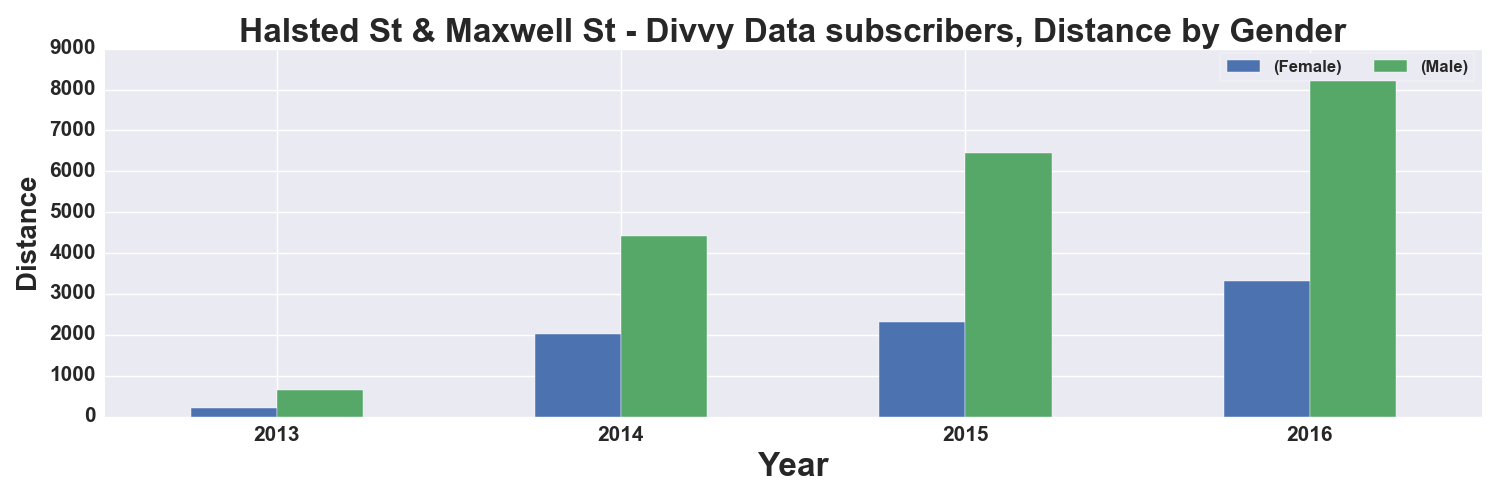 Halsted St & Maxwell St - Divvy Data subscribers, Distance by Gender
(Female) (Male)
Distance
9000
8000
7000
6000
5000
4000
3000
2000
1000
0
2013 2014 2015 2016
Year